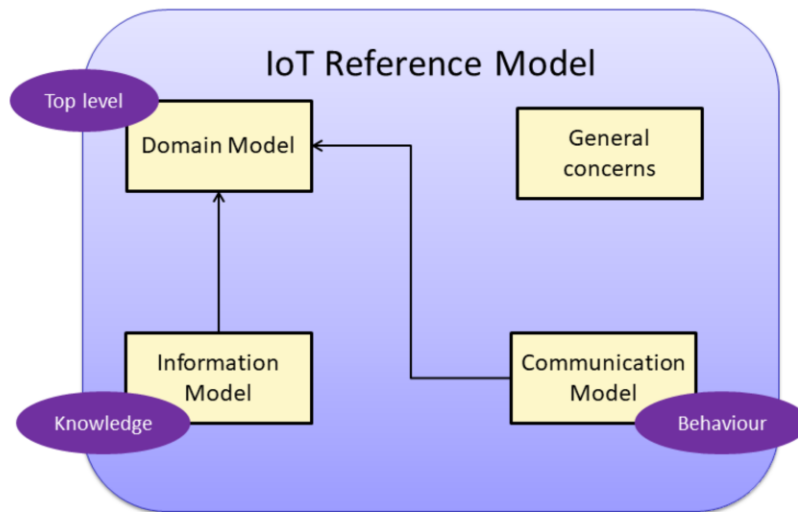 IoT Reference Model
Top level
Domain Model
General
concerns
Information
Model
Knowledge
Communication
Model
Behaviour